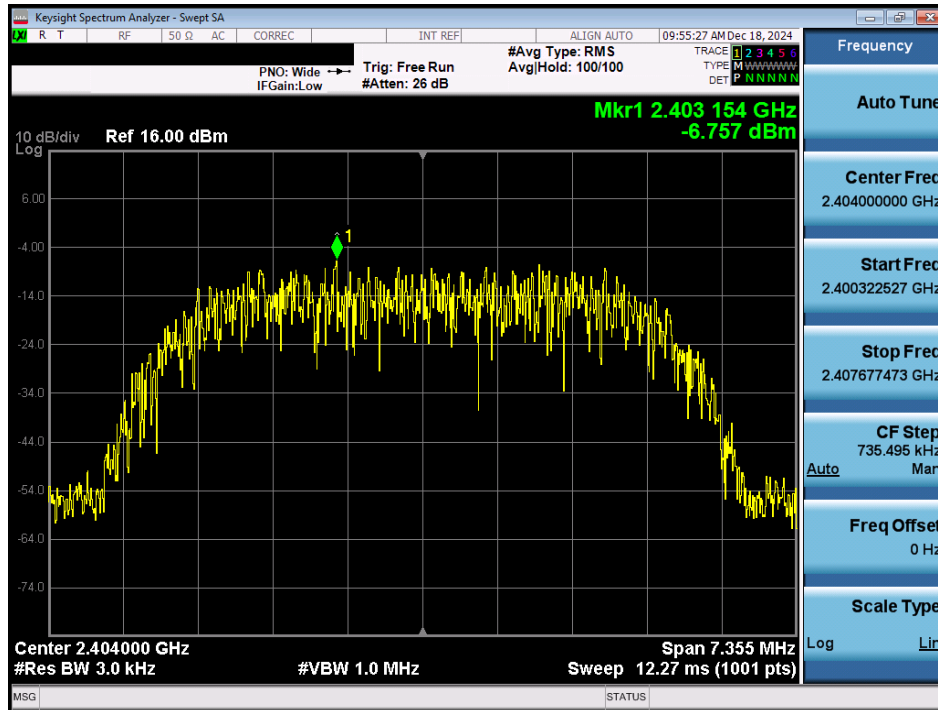 Keysight Spectrum Analyzer - Swept SA
LXI R T RF 50 Ω AC CORREC INT REF ALIGN AUTO 09:55:27 AM Dec 18, 2024
PNO: Wide
IFGain:Low
Trig: Free Run
#Atten: 26 dB
#Avg Type: RMS
Avg|Hold: 100/100
TRACE 1 2 3 4 5 6
TYPE M W W W W W
DET P N N N N N
Mkr1 2.403 154 GHz
-6.757 dBm
10 dB/div Ref 16.00 dBm
Log
1
6.00
-4.00
-14.0
-24.0
-34.0
-44.0
-54.0
-64.0
-74.0
Center 2.404000 GHz Span 7.355 MHz
#Res BW 3.0 kHz #VBW 1.0 MHz Sweep 12.27 ms (1001 pts)
MSG STATUS
Frequency
Auto Tune
Center Freq
2.404000000 GHz
Start Freq
2.400322527 GHz
Stop Freq
2.407677473 GHz
CF Step
735.495 kHz
Auto Man
Freq Offset
0 Hz
Scale Type
Log Lin